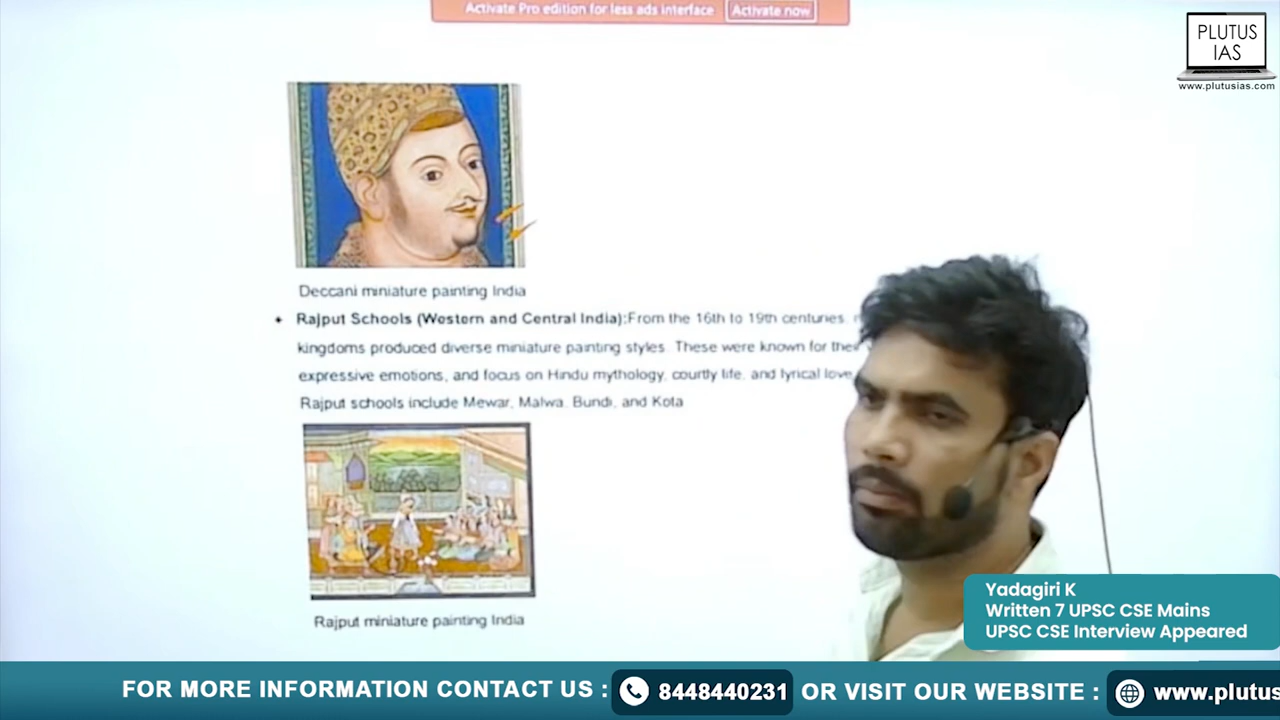 Activate Pro edition for less ads interface Activate now
PLUTUS
IAS
www.plutusias.com
Deccani miniature painting India
• Rajput Schools (Western and Central India):From the 16th to 19th centuries,
kingdoms produced diverse miniature painting styles. These were known for their
expressive emotions, and focus on Hindu mythology, courtly life, and lyrical love
Rajput schools include Mewar, Malwa, Bundi, and Kota
Rajput miniature painting India
Yadagiri K
Written 7 UPSC CSE Mains
UPSC CSE Interview Appeared
FOR MORE INFORMATION CONTACT US : 8448440231 OR VISIT OUR WEBSITE : www.plutus